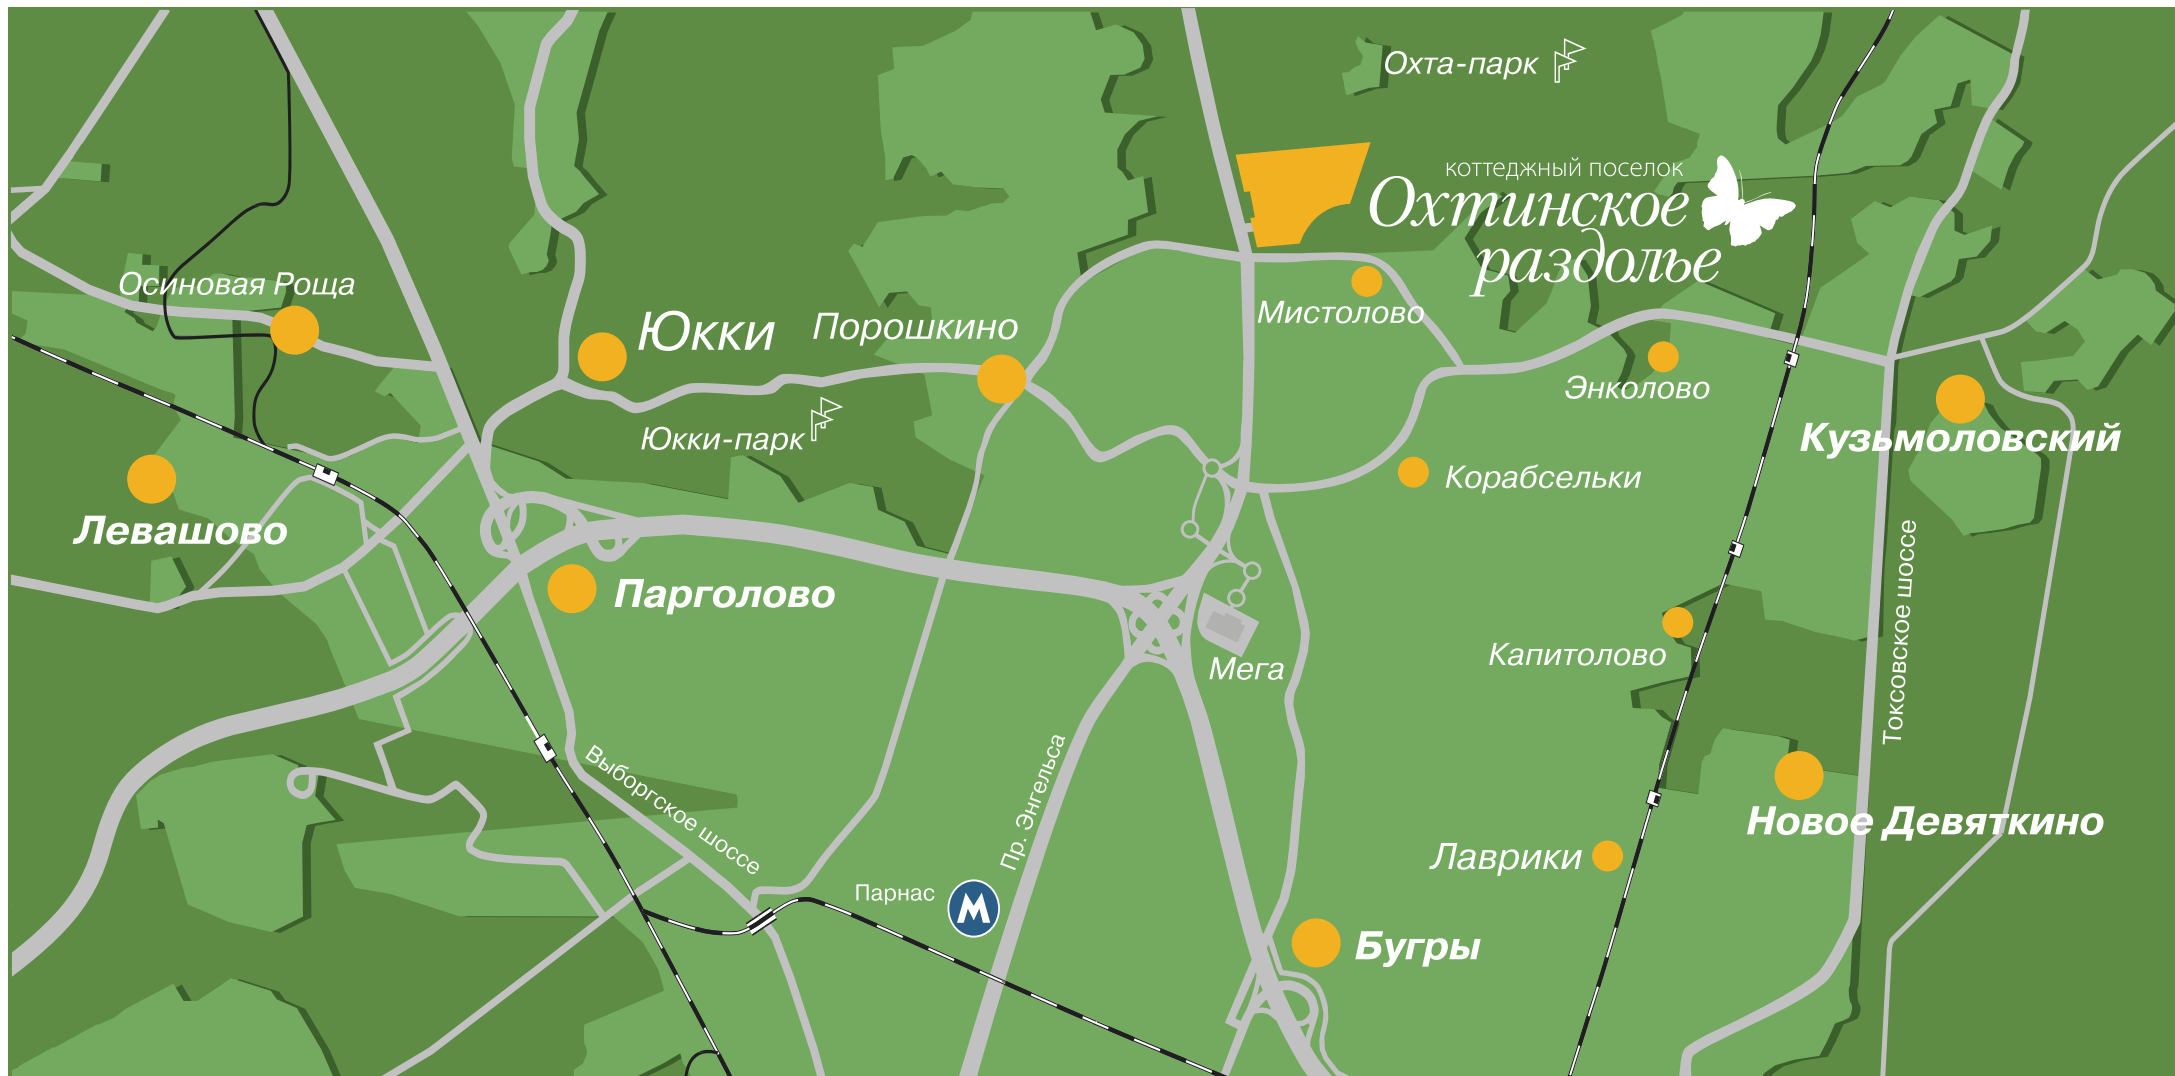 Охта-парк
коттеджный поселок
Охтинское
раздолье
Осиновая Роща
Юкки
Порошкино
Мистолово
Энколово
Юкки-парк
Кузьмоловский
Корабсельки
Левашово
Парголово
Токсовское шоссе
Капитолово
Мега
Выборгское шоссе
Пр. Энгельса
Новое Девяткино
Лаврики
Парнас
М
Бугры